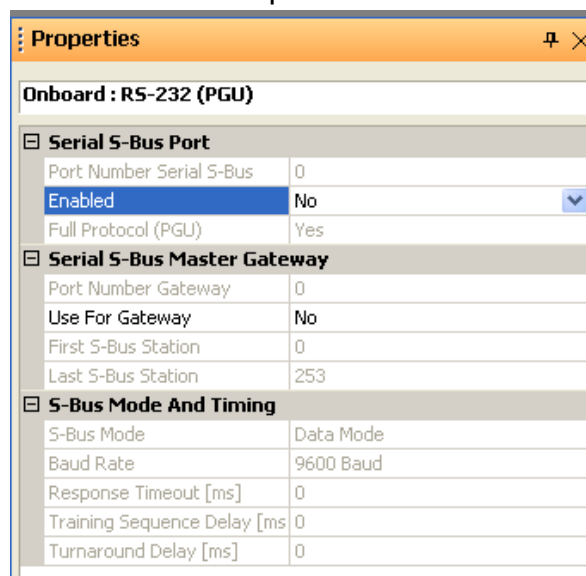 Properties
Onboard : RS-232 (PGU)
Serial S-Bus Port
Port Number Serial S-Bus 0
Enabled No
Full Protocol (PGU) Yes
Serial S-Bus Master Gateway
Port Number Gateway 0
Use For Gateway No
First S-Bus Station 0
Last S-Bus Station 253
S-Bus Mode And Timing
S-Bus Mode Data Mode
Baud Rate 9600 Baud
Response Timeout [ms] 0
Training Sequence Delay [ms 0
Turnaround Delay [ms] 0